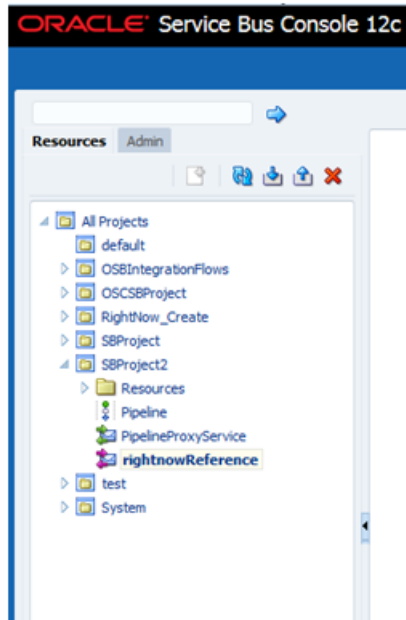 ORACLE Service Bus Console 12c
Resources Admin
All Projects
default
OSBIntegrationFlows
OSCSBProject
RightNow_Create
SBProject
SBProject2
Resources
Pipeline
PipelineProxyService
rightnowReference
test
System